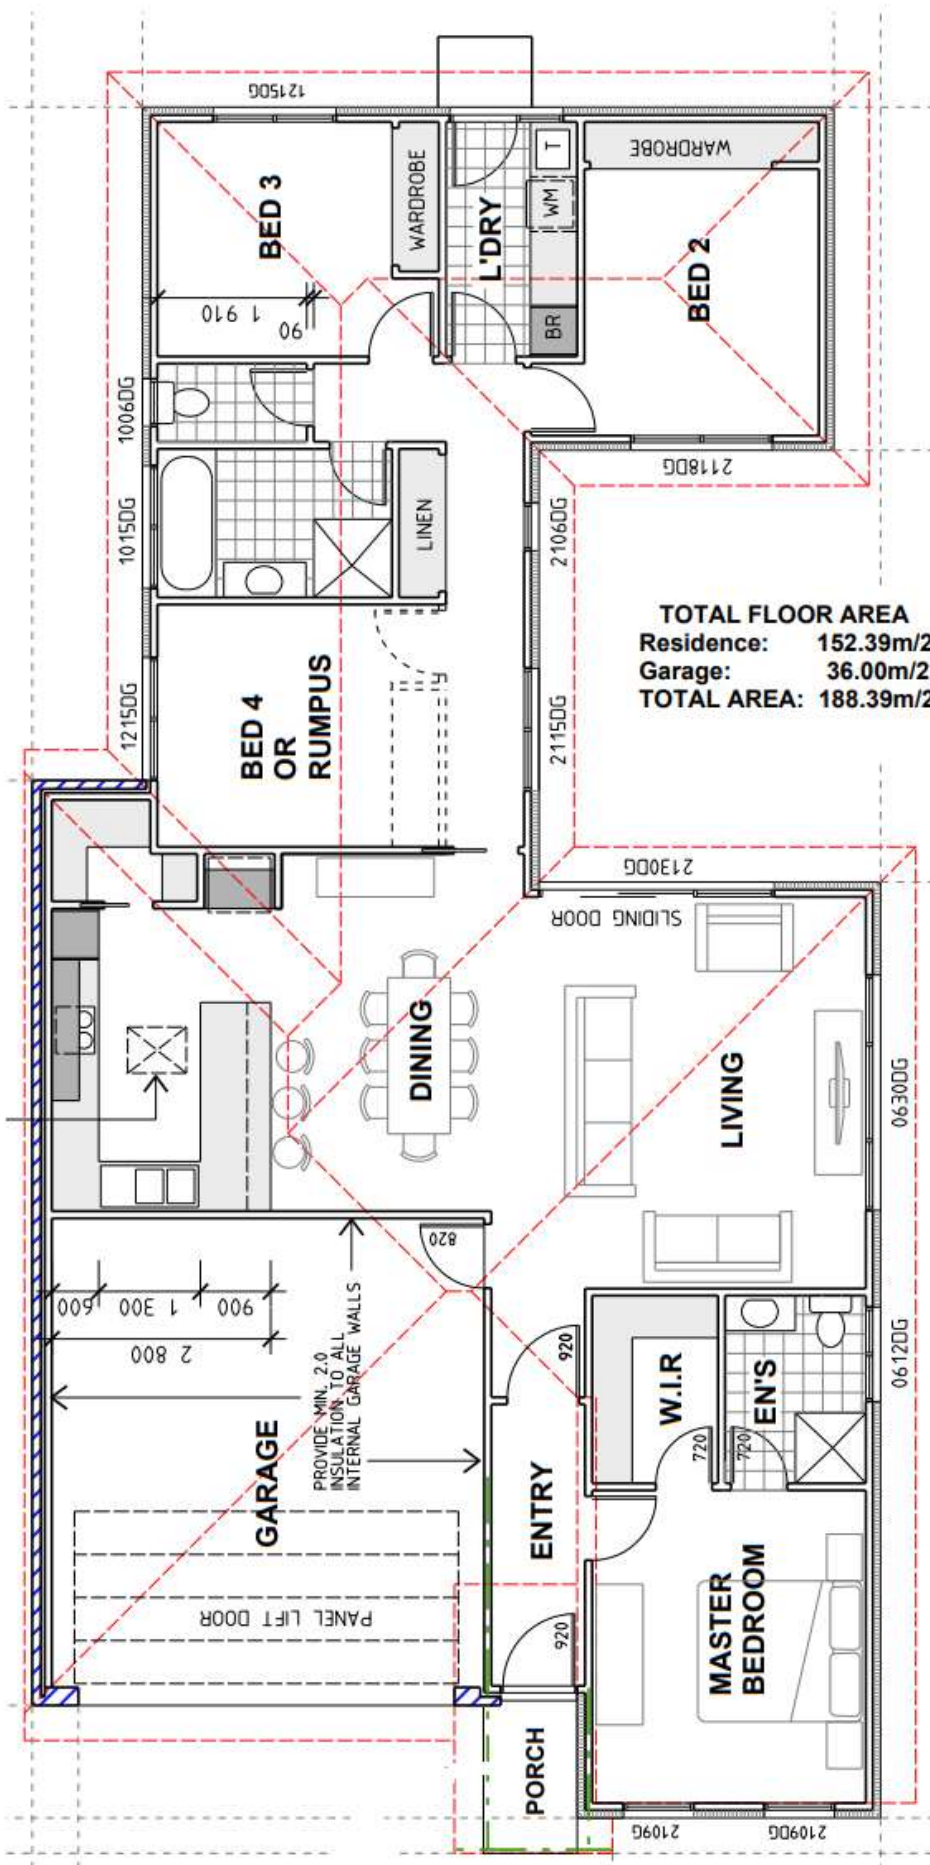 1215DG
BED 3
WARDROBE
L'DRY
T
WM
BR
WARDROBE
BED 2
1 910
90
1006DG
1015DG
LINEN
2118DG
2106DG
TOTAL FLOOR AREA
Residence: 152.39m/2
Garage: 36.00m/2
TOTAL AREA: 188.39m/2
1215DG
BED 4
OR
RUMPUS
2115DG
2130DG
SLIDING DOOR
DINING
LIVING
0630DG
820
600
1 300
900
2 800
PROVIDE MIN. 2.0
INSULATION TO ALL
INTERNAL GARAGE WALLS
GARAGE
PANEL LIFT DOOR
920
ENTRY
920
W.I.R
720
EN'S
720
0612DG
MASTER
BEDROOM
PORCH
2109G
2109DG